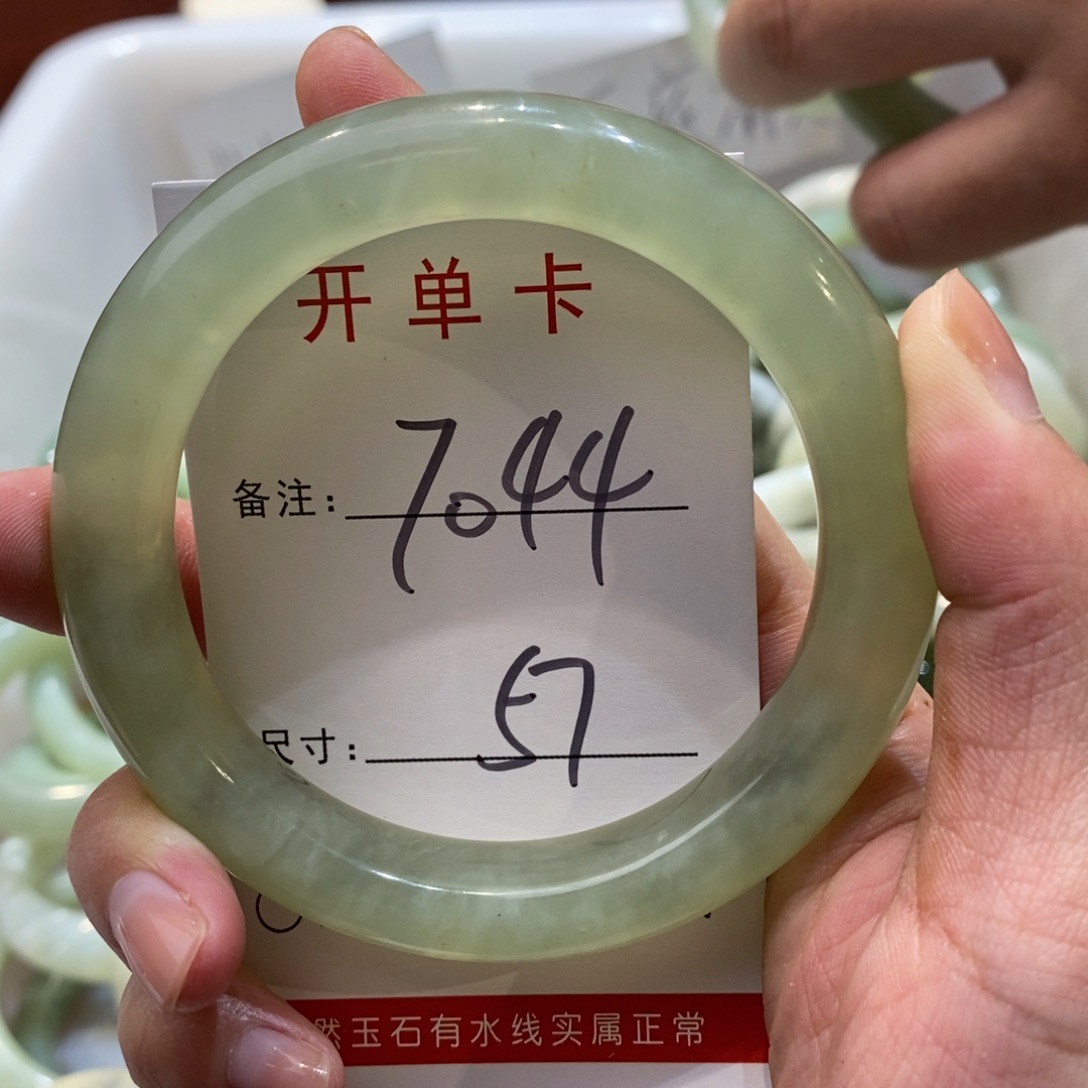 开单卡
备注: 7044
尺寸: 57
然玉石有水线实属正常